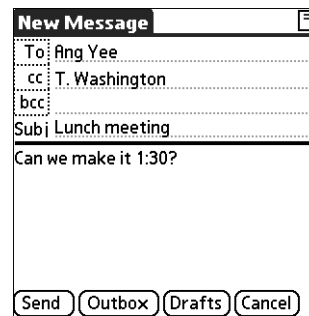 New Message
To Ang Yee
cc T. Washington
bcc
Subj Lunch meeting
Can we make it 1:30?
Send Outbox Drafts Cancel